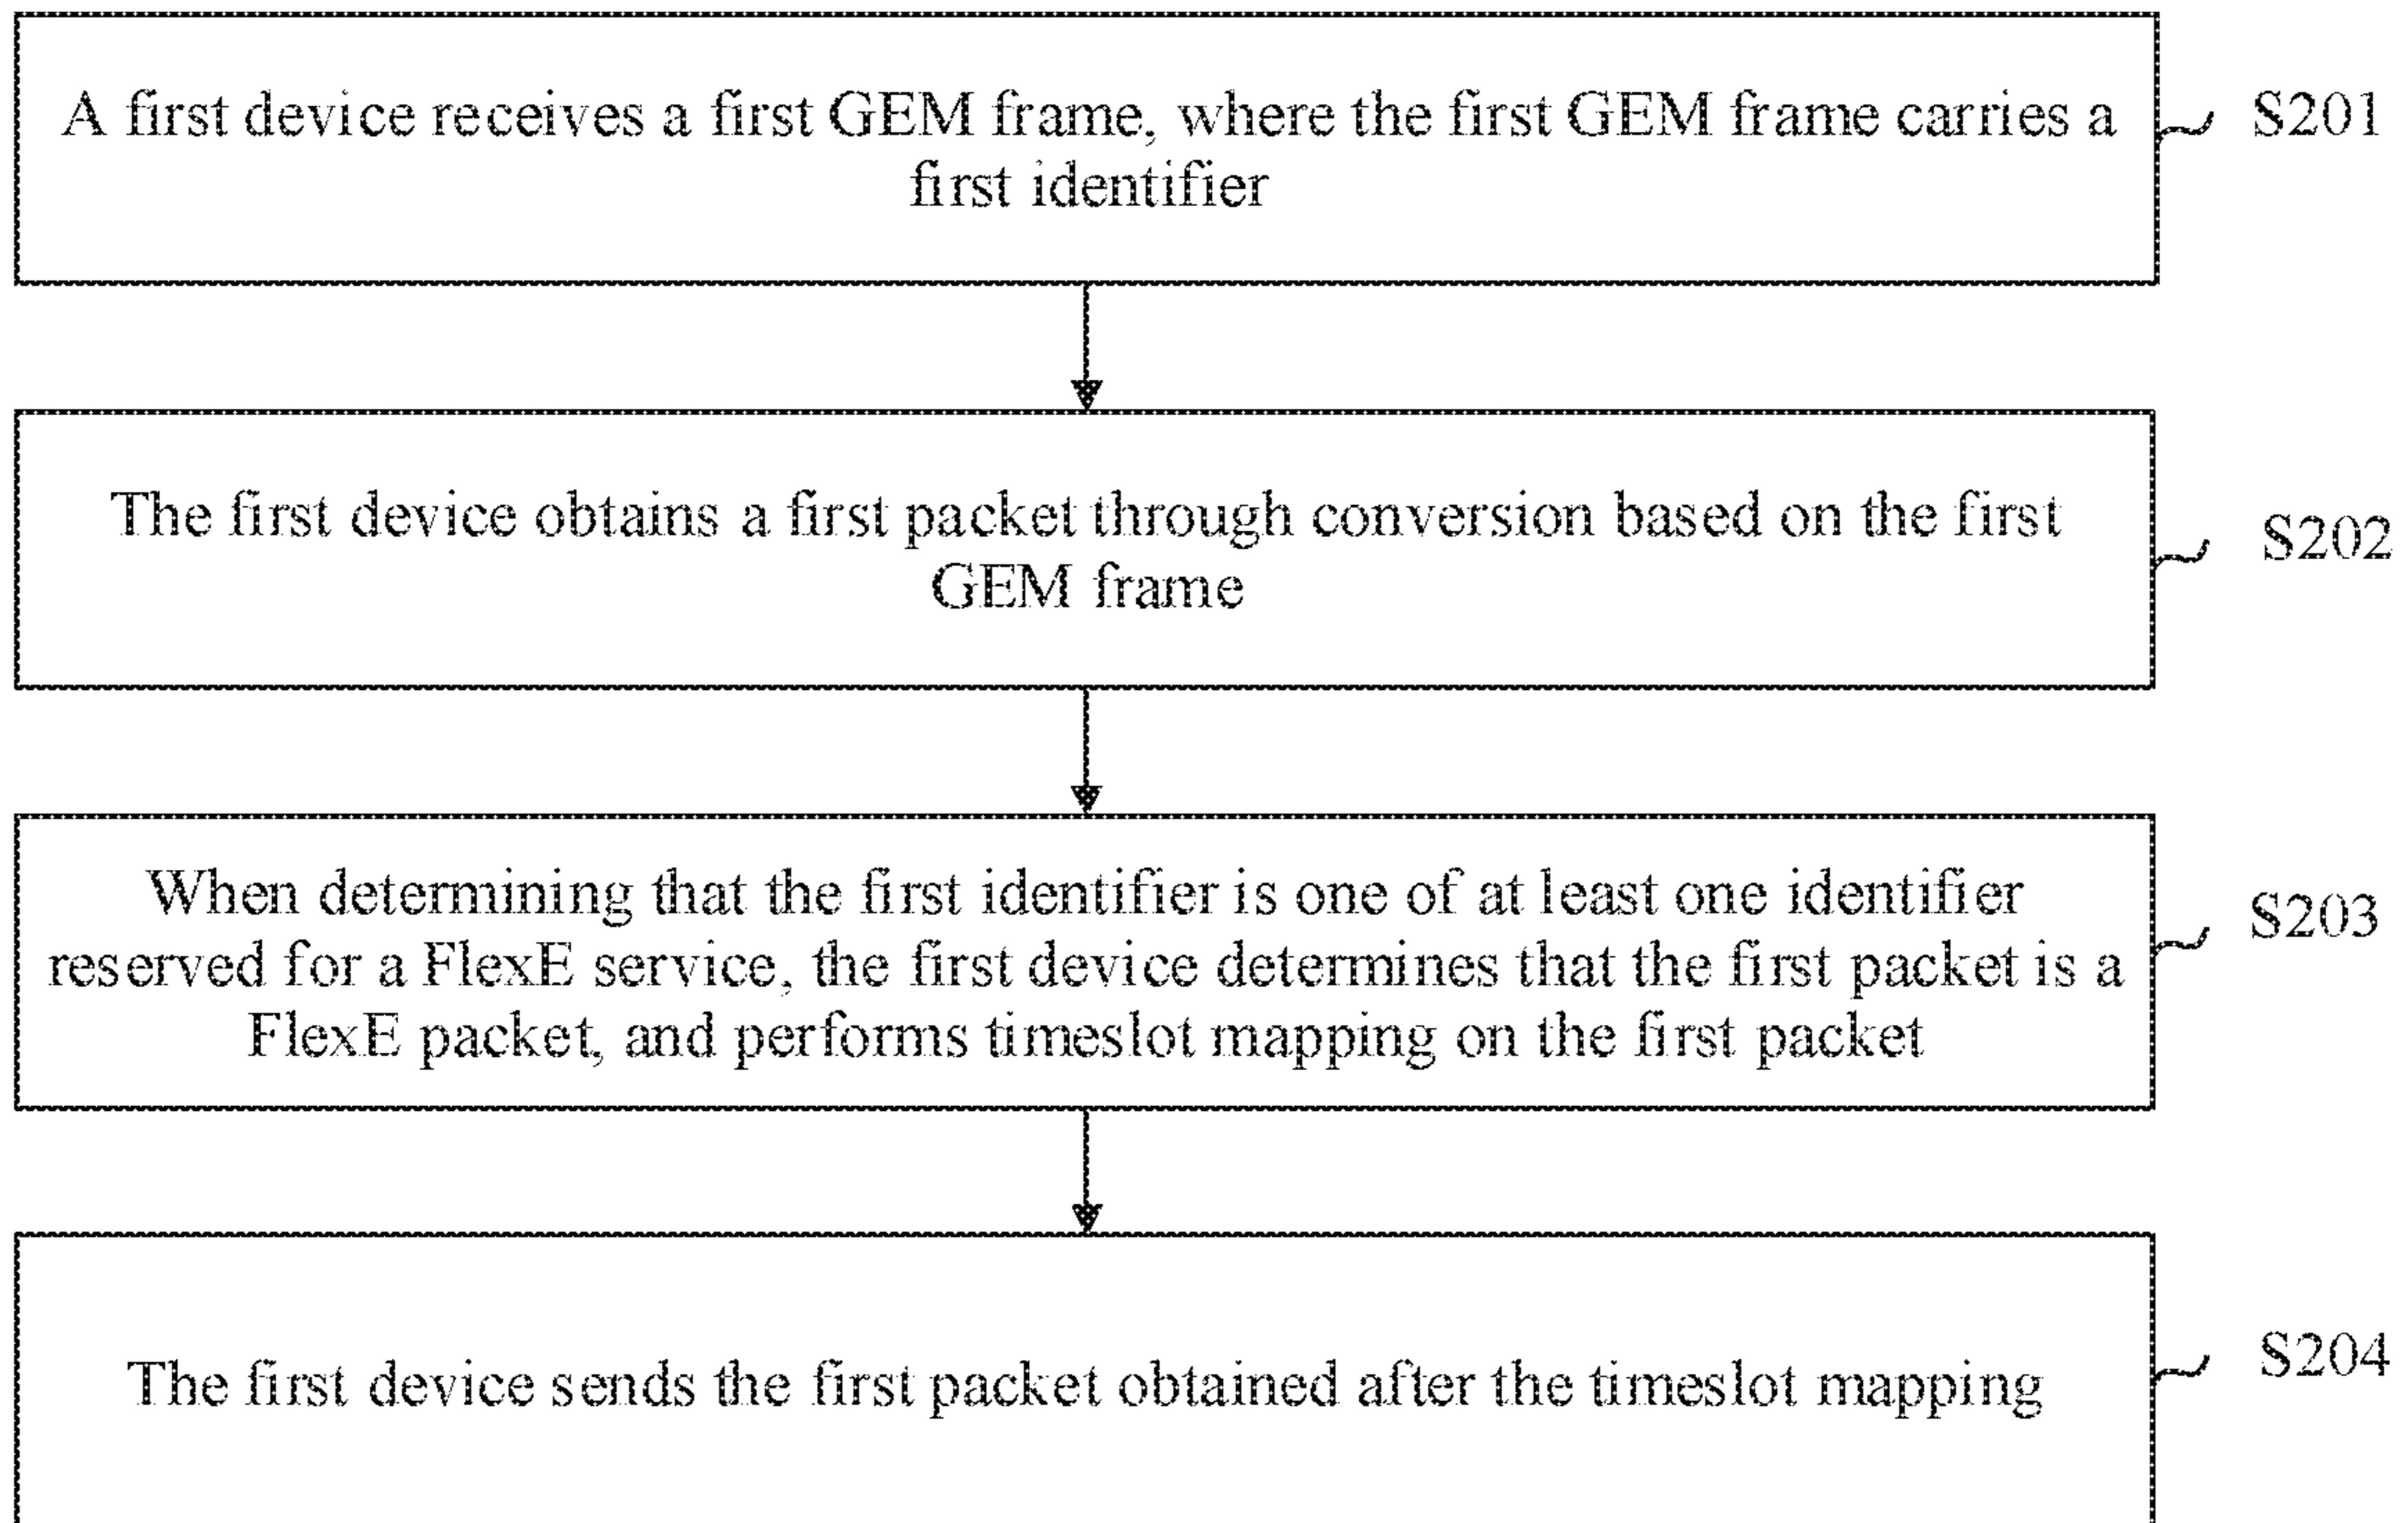 A first device receives a first GEM frame, where the first GEM frame carries a
first identifier
S201
The first device obtains a first packet through conversion based on the first
GEM frame
S202
When determining that the first identifier is one of at least one identifier
reserved for a FlexE service, the first device determines that the first packet is a
FlexE packet, and performs timeslot mapping on the first packet
S203
The first device sends the first packet obtained after the timeslot mapping
S204